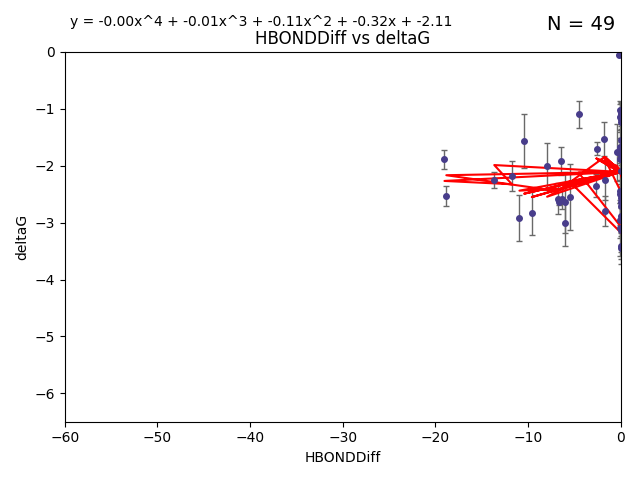 y = -0.00x^4 + -0.01x^3 + -0.11x^2 + -0.32x + -2.11
N = 49
HBONDDiff vs deltaG
0
−1
−2
−3
−4
−5
−6
deltaG
−60
−50
−40
−30
−20
−10
0
HBONDDiff